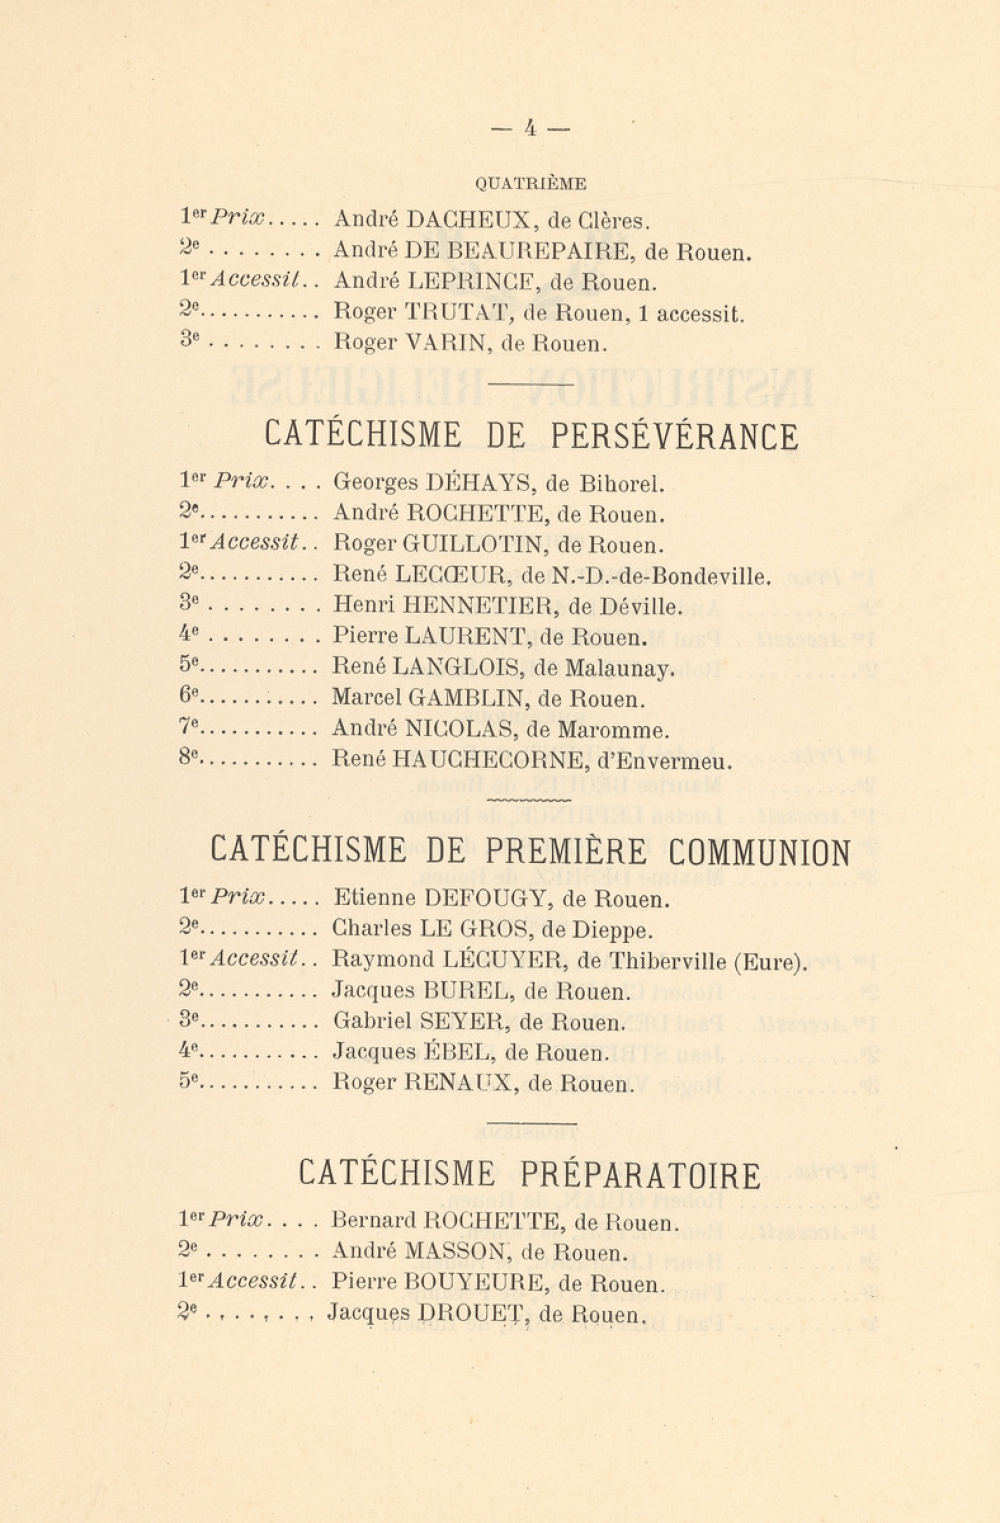 — 4 —
QUATRIÈME
1er Prix..... André DACHEUX, de Clères.
2e ........ André DE BEAUREPAIRE, de Rouen.
1er Accessit.. André LEPRINCE, de Rouen.
2e........... Roger TRUTAT, de Rouen, 1 accessit.
3e ........ Roger VARIN, de Rouen.
CATÉCHISME DE PERSÉVÉRANCE
1er Prix.... Georges DÉHAYS, de Bihorel.
2e........... André ROCHETTE, de Rouen.
1er Accessit.. Roger GUILLOTIN, de Rouen.
2e........... René LECŒUR, de N.-D.-de-Bondeville.
3e ........ Henri HENNETIER, de Déville.
4e ........ Pierre LAURENT, de Rouen.
5e........... René LANGLOIS, de Malaunay.
6e........... Marcel GAMBLIN, de Rouen.
7e........... André NICOLAS, de Maromme.
8e........... René HAUCHECORNE, d'Envermeu.
CATÉCHISME DE PREMIÈRE COMMUNION
1er Prix..... Etienne DEFOUGY, de Rouen.
2e........... Charles LE GROS, de Dieppe.
1er Accessit.. Raymond LÉCUYER, de Thiberville (Eure).
2e........... Jacques BUREL, de Rouen.
3e........... Gabriel SEYER, de Rouen.
4e........... Jacques ÉBEL, de Rouen.
5e........... Roger RENAUX, de Rouen.
CATÉCHISME PRÉPARATOIRE
1er Prix.... Bernard ROCHETTE, de Rouen.
2e ........ André MASSON, de Rouen.
1er Accessit.. Pierre BOUYEURE, de Rouen.
2e ........ Jacques DROUET, de Rouen.